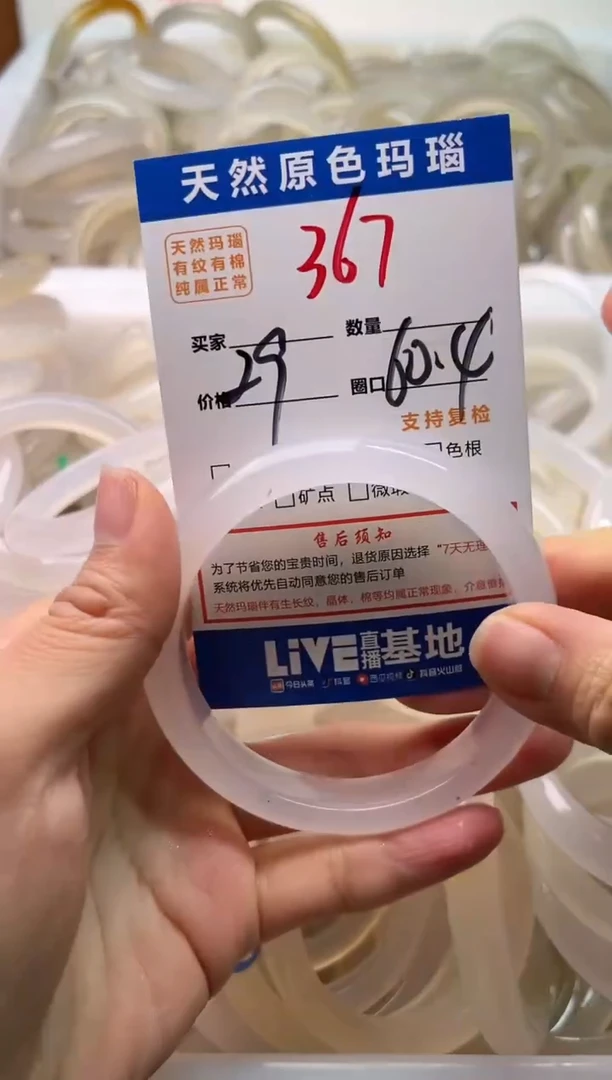 天然原色玛瑙
天然玛瑙
有纹有棉
纯属正常
367
买家 数量
价格 29 圈口 60.4
支持复检
色根
矿点
售后须知
为了节省您的宝贵时间，退货原因选择“7天无理
系统将优先自动同意您的售后订单
天然玛瑙伴有生长纹、晶体、棉等均属正常现象，介意慎拍
LiVE直播基地
今日头条 抖音 西瓜视频 抖音火山版